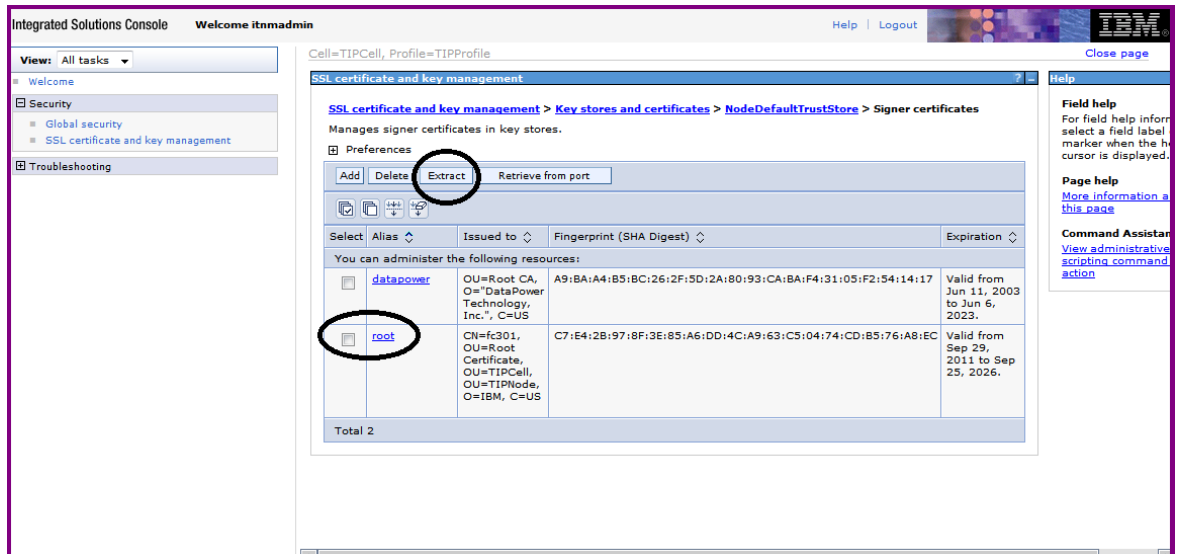 Integrated Solutions Console Welcome itnmadmin Help | Logout IBM.
View: All tasks
Cell=TIPCell, Profile=TIPProfile
Close page
Welcome
Security
Global security
SSL certificate and key management
Troubleshooting
SSL certificate and key management ? -
SSL certificate and key management > Key stores and certificates > NodeDefaultTrustStore > Signer certificates
Manages signer certificates in key stores.
Preferences
Add Delete Extract Retrieve from port
Select Alias Issued to Fingerprint (SHA Digest) Expiration
You can administer the following resources:
datapower
OU=Root CA,
O="DataPower
Technology,
Inc.", C=US
A9:BA:A4:B5:BC:26:2F:5D:2A:80:93:CA:BA:F4:31:05:F2:54:14:17
Valid from
Jun 11, 2003
to Jun 6,
2023.
root
CN=fc301,
OU=Root
Certificate,
OU=TIPCell,
OU=TIPNode,
O=IBM, C=US
C7:E4:2B:97:8F:3E:85:A6:DD:4C:A9:63:C5:04:74:CD:B5:76:A8:EC
Valid from
Sep 29,
2011 to Sep
25, 2026.
Total 2
Help
Field help
For field help
select a field label
marker when the
cursor is displayed.
Page help
More information
this page
Command
View administrative
scripting command
action